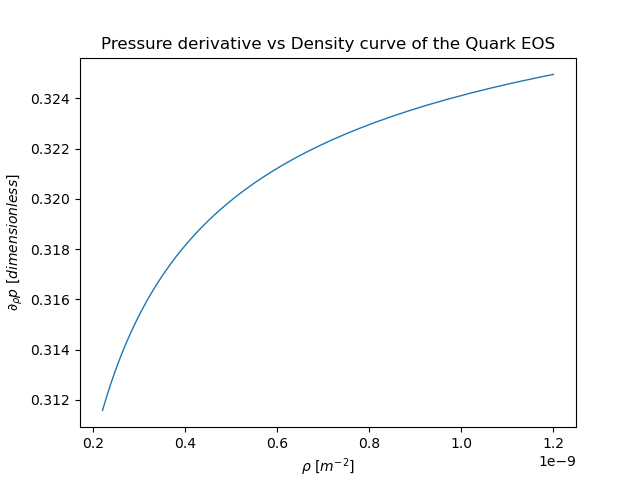 Pressure derivative vs Density curve of the Quark EOS
0.324
0.322
0.320
0.318
0.316
0.314
0.312
∂ρp [dimensionless]
0.2 0.4 0.6 0.8 1.0 1.2
1e−9
ρ [m⁻²]